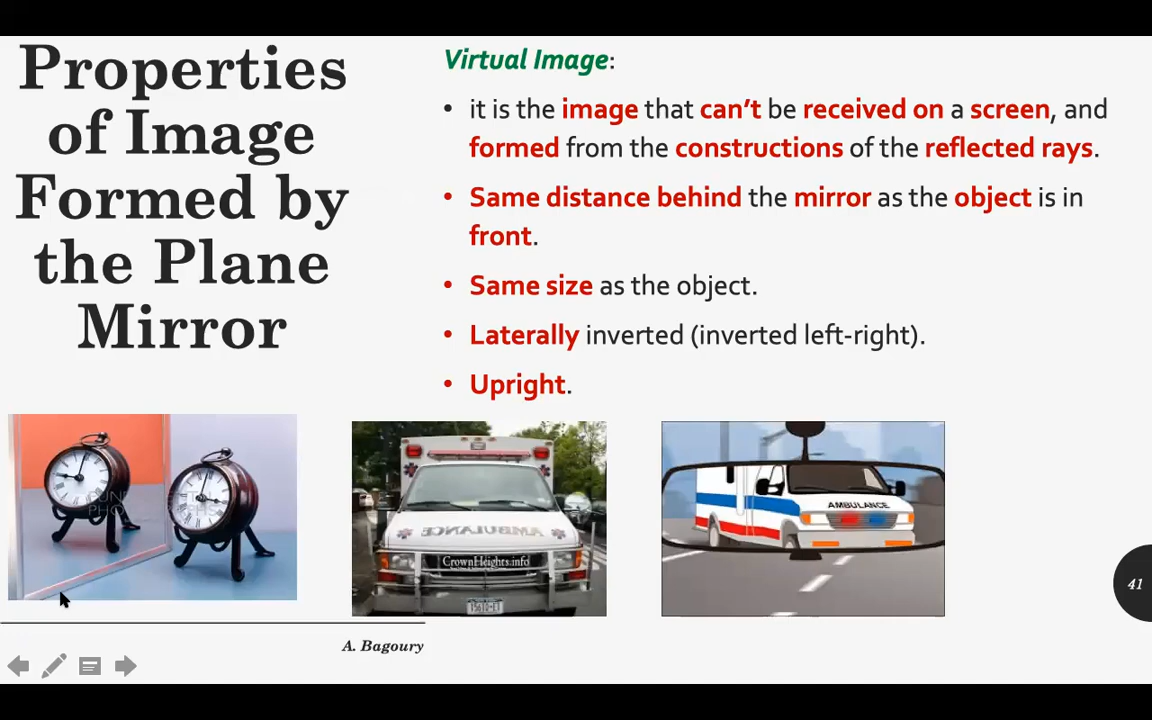 Properties
of Image
Formed by
the Plane
Mirror
Virtual Image:
• it is the image that can't be received on a screen, and
formed from the constructions of the reflected rays.
• Same distance behind the mirror as the object is in
front.
• Same size as the object.
• Laterally inverted (inverted left-right).
• Upright.
AMBULANCE
CrownHeights.info
AMBULANCE
41
A. Bagoury